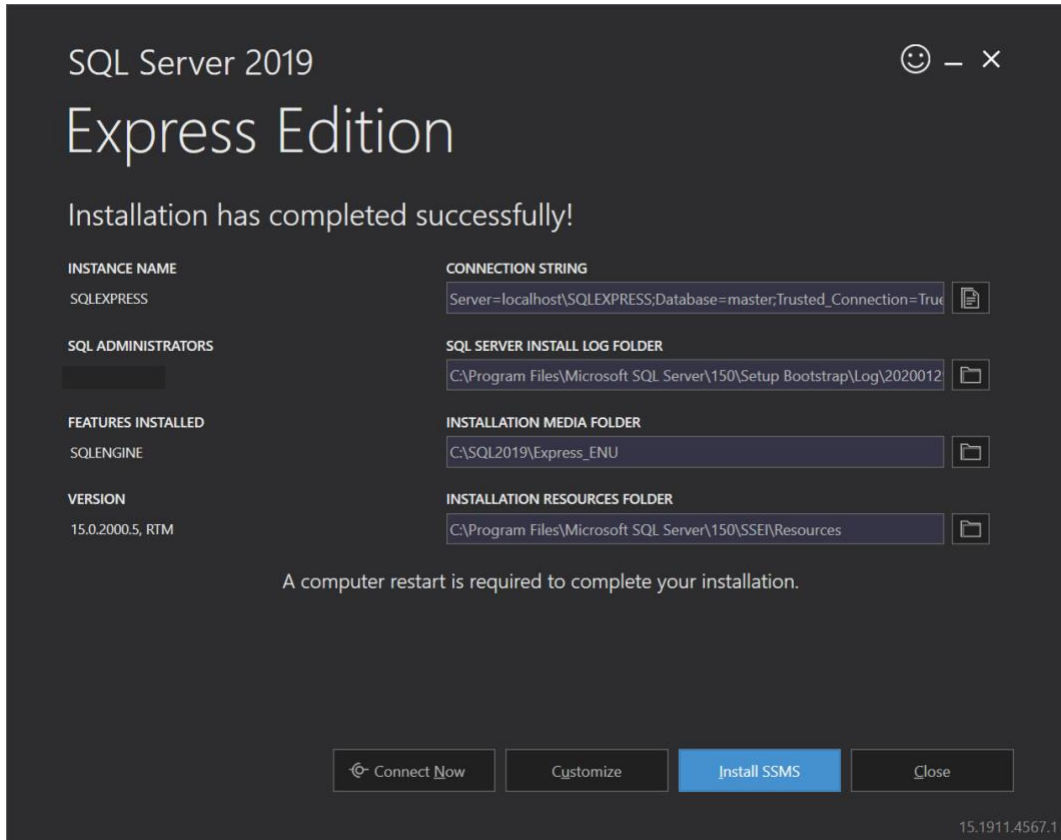 SQL Server 2019
Express Edition
Installation has completed successfully!
INSTANCE NAME
SQLEXPRESS
CONNECTION STRING
Server=localhost\SQLEXPRESS;Database=master;Trusted_Connection=True
SQL ADMINISTRATORS
SQL SERVER INSTALL LOG FOLDER
C:\Program Files\Microsoft SQL Server\150\Setup Bootstrap\Log\2020012
FEATURES INSTALLED
SQLENGINE
INSTALLATION MEDIA FOLDER
C:\SQL2019\Express_ENU
VERSION
15.0.2000.5, RTM
INSTALLATION RESOURCES FOLDER
C:\Program Files\Microsoft SQL Server\150\SSEI\Resources
A computer restart is required to complete your installation.
Connect Now
Customize
Install SSMS
Close
15.1911.4567.1